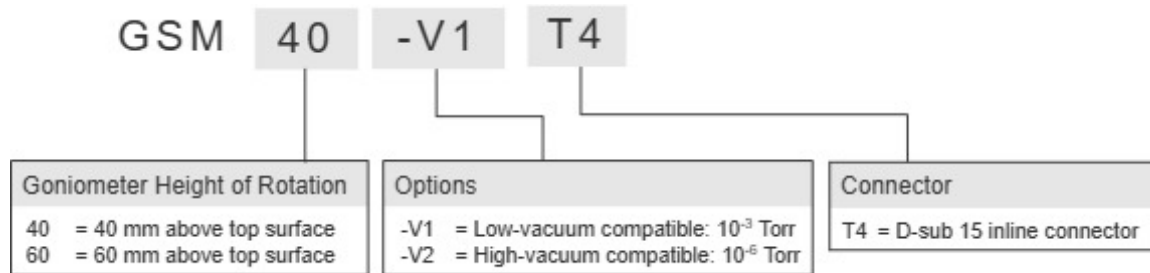 GSM 40 -V1 T4
Goniometer Height of Rotation
40 = 40 mm above top surface
60 = 60 mm above top surface
Options
-V1 = Low-vacuum compatible: 10⁻³ Torr
-V2 = High-vacuum compatible: 10⁻⁶ Torr
Connector
T4 = D-sub 15 inline connector